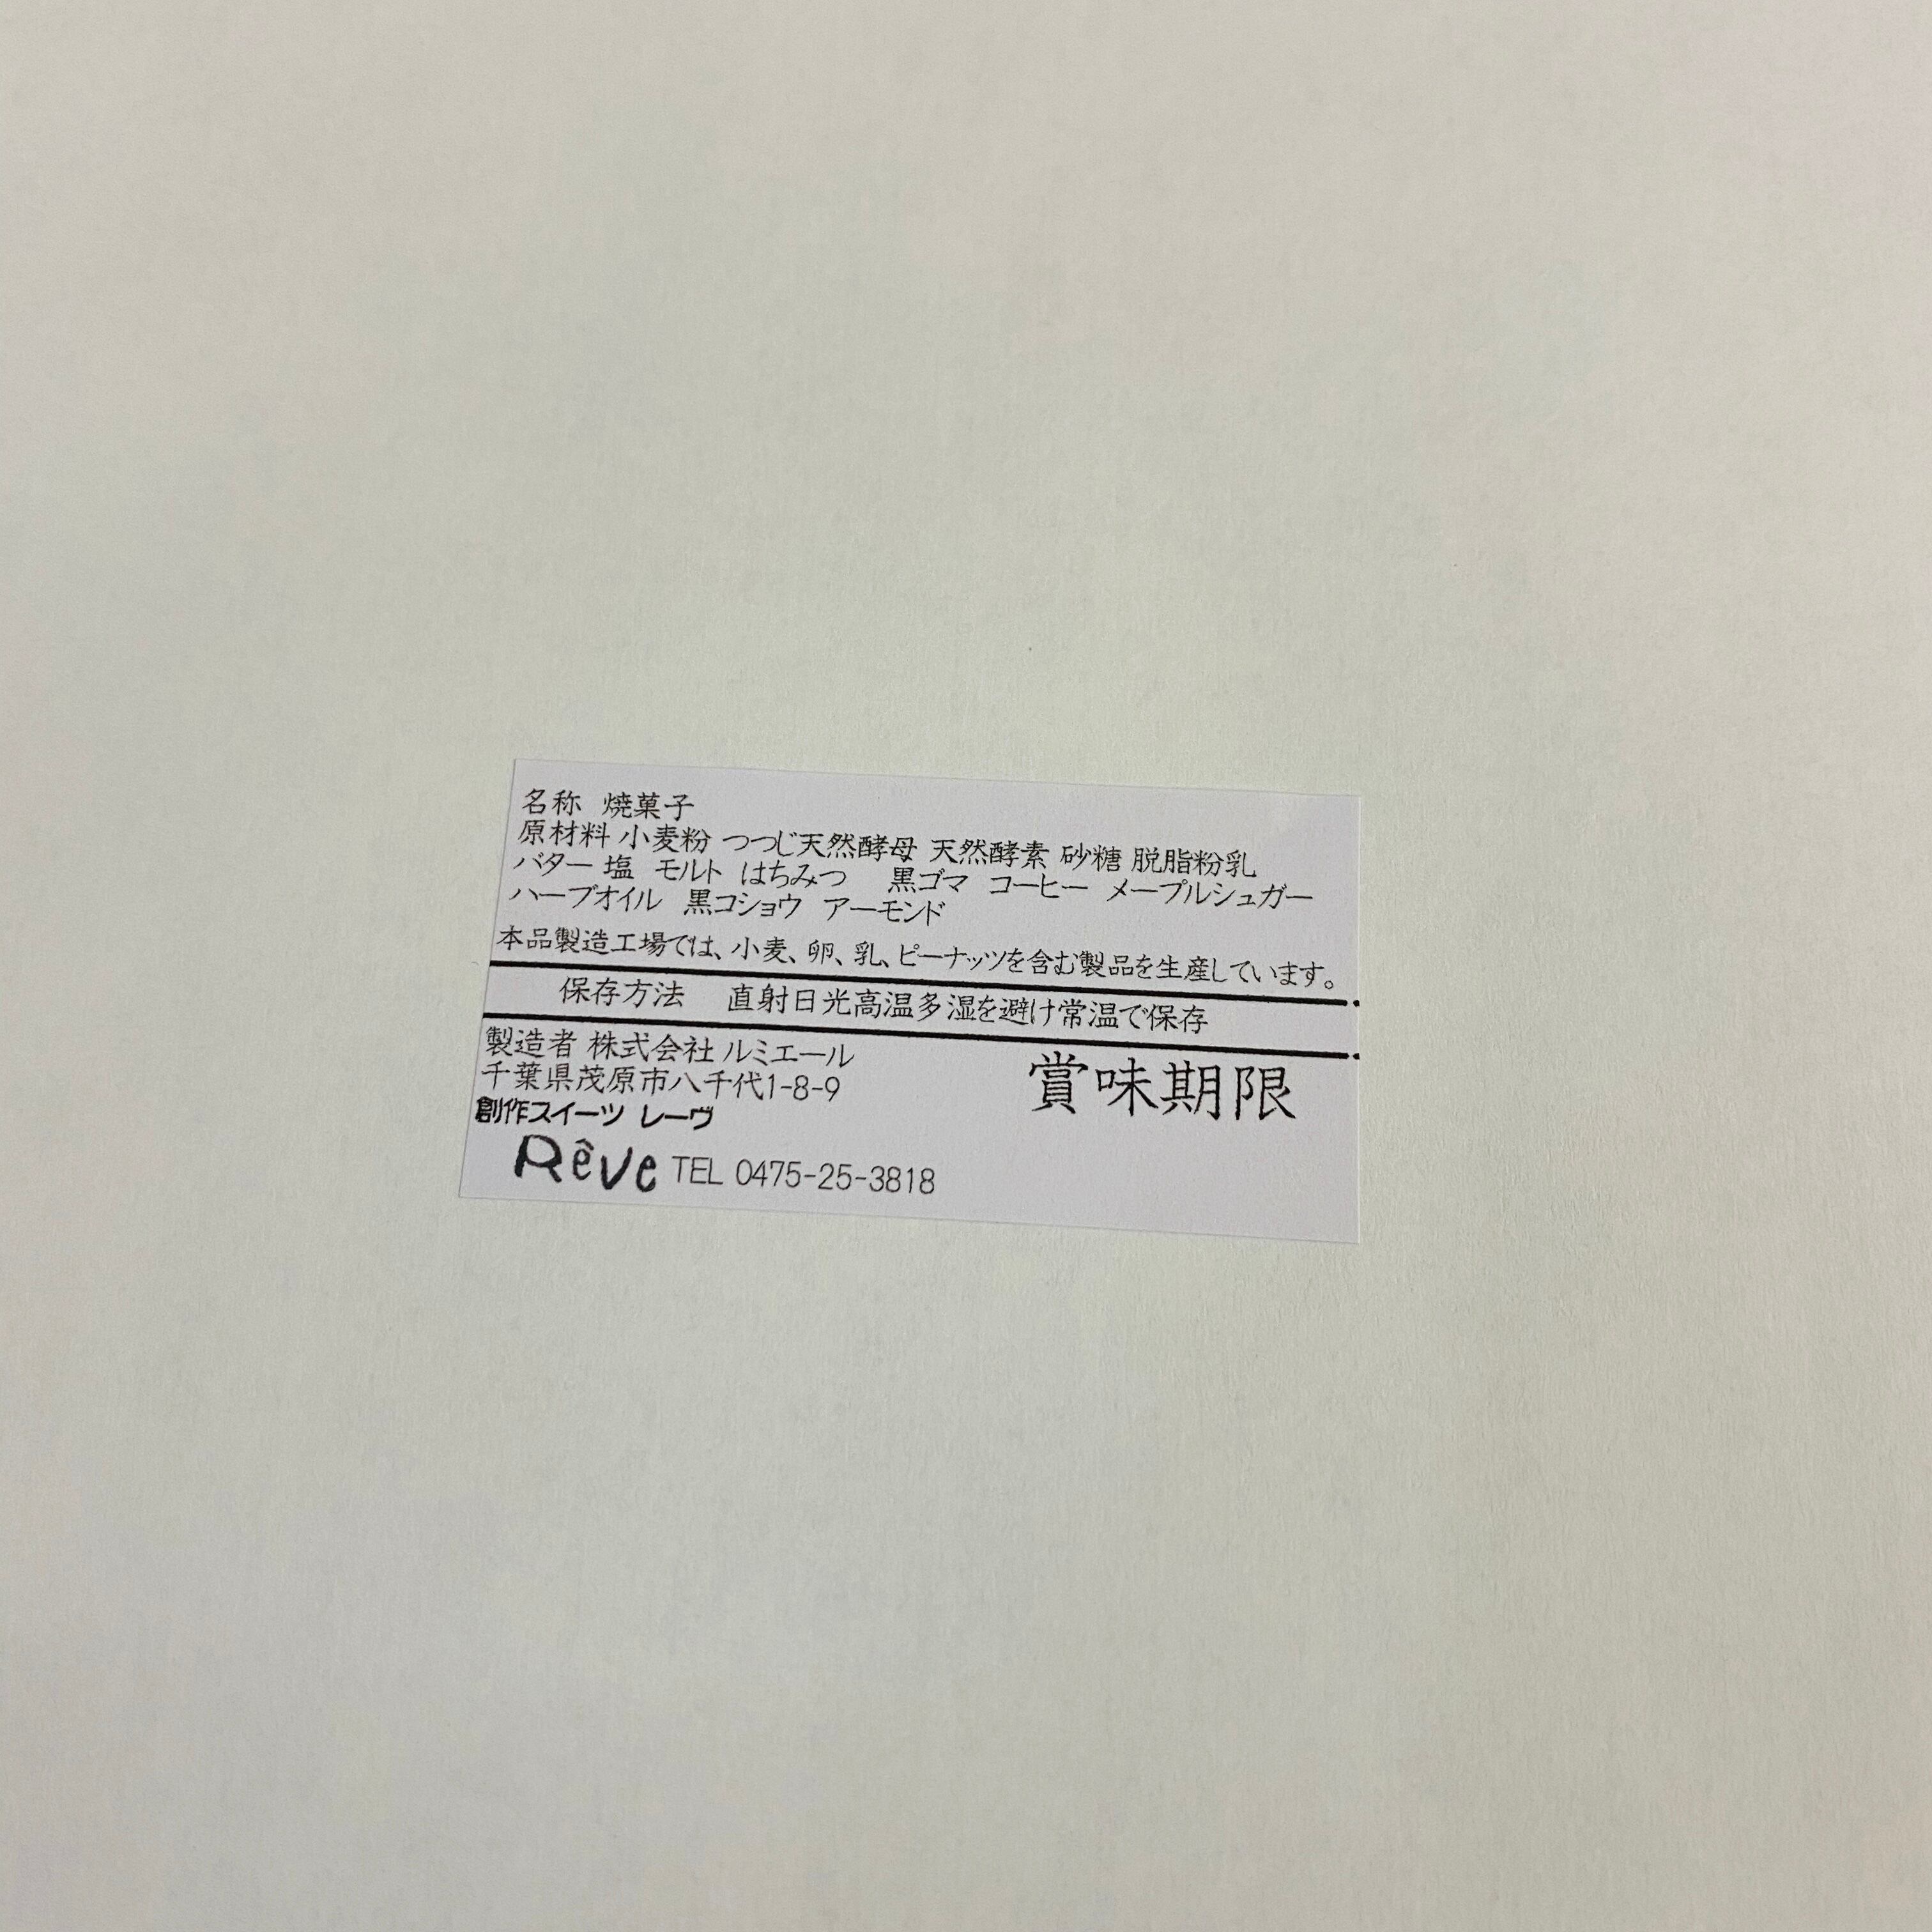 名称 焼菓子
原材料 小麦粉 つつじ天然酵母 天然酵素 砂糖 脱脂粉乳
バター 塩 モルト はちみつ 黒ゴマ コーヒー メープルシュガー
ハーブオイル 黒コショウ アーモンド
本品製造工場では、小麦、卵、乳、ピーナッツを含む製品を生産しています。
保存方法 直射日光高温多湿を避け常温で保存
製造者 株式会社 ルミエール
千葉県茂原市八千代1-8-9
賞味期限
創作スイーツ レーヴ
Rêve TEL 0475-25-3818